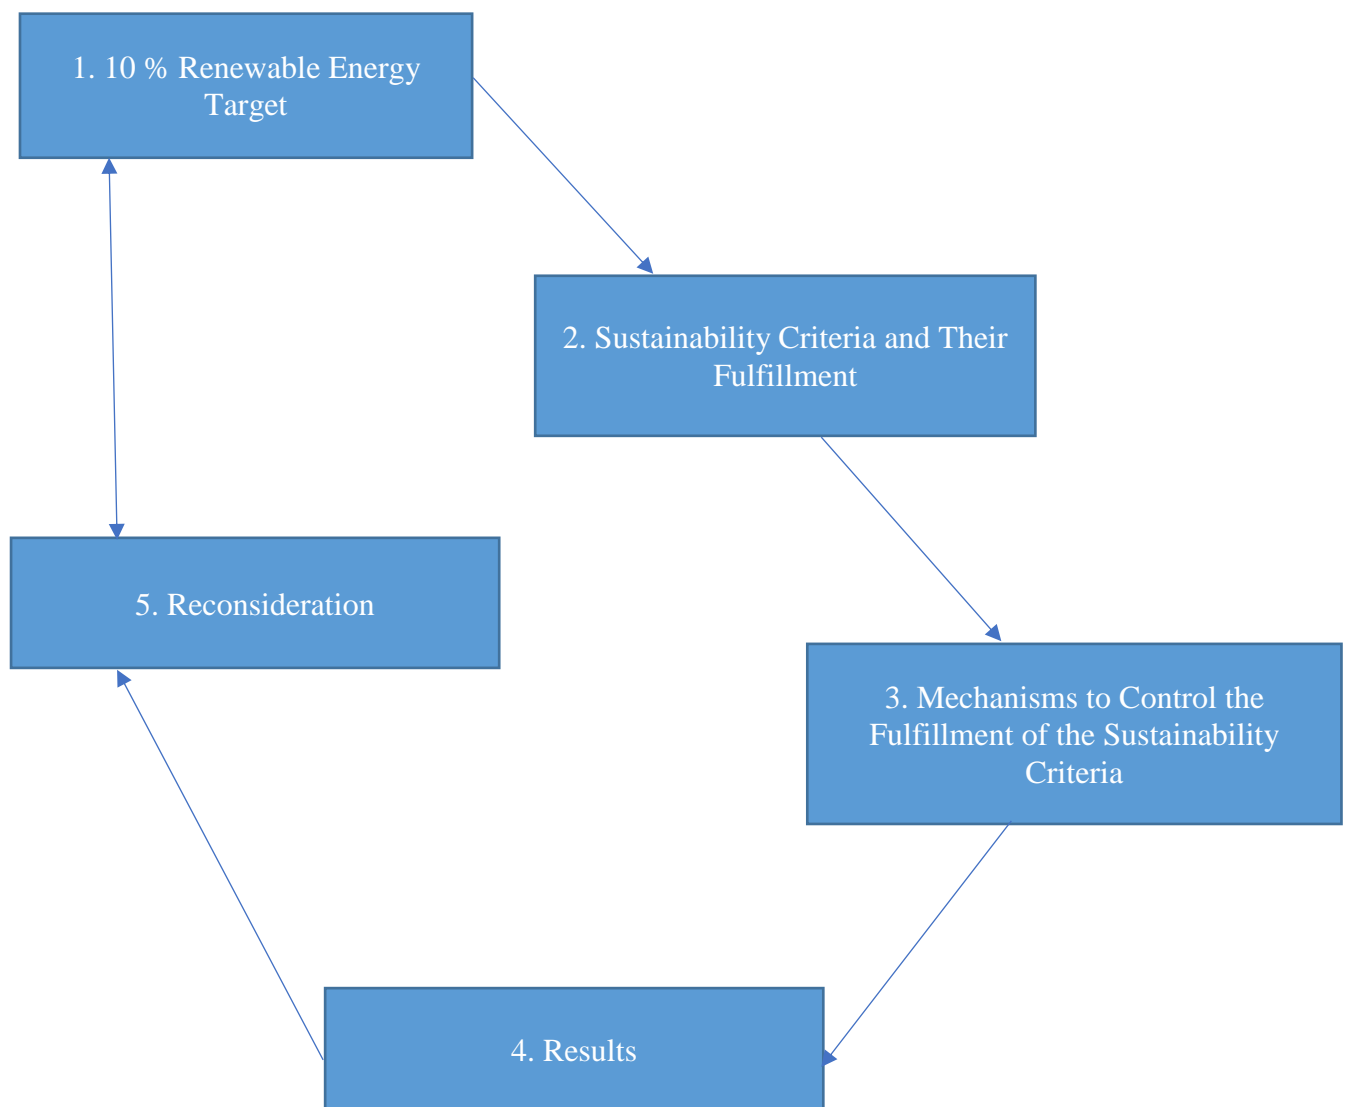 1. 10 % Renewable Energy
Target
2. Sustainability Criteria and Their
Fulfillment
5. Reconsideration
3. Mechanisms to Control the
Fulfillment of the Sustainability
Criteria
4. Results